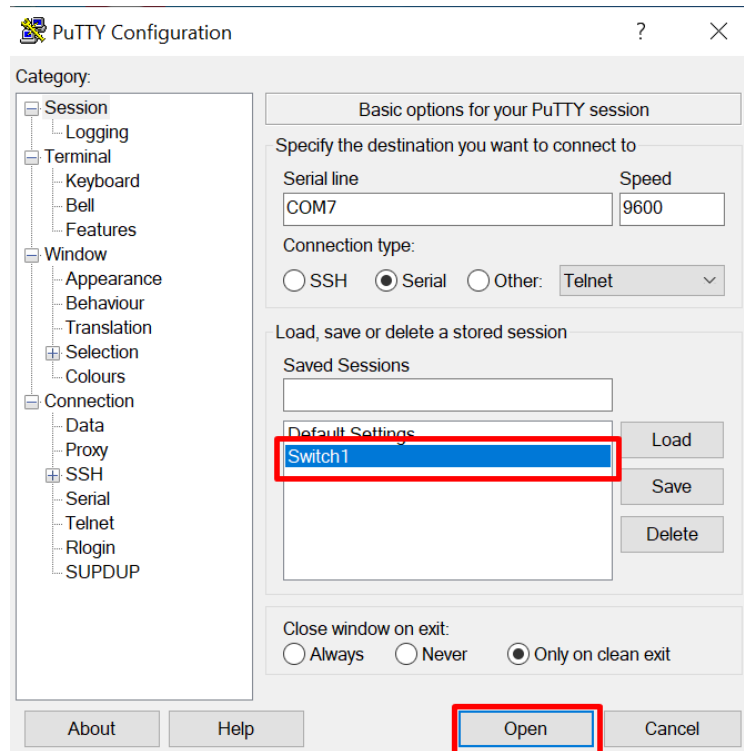 PuTTY Configuration
?
Category:
Session
Logging
Terminal
Keyboard
Bell
Features
Window
Appearance
Behaviour
Translation
Selection
Colours
Connection
Data
Proxy
SSH
Serial
Telnet
Rlogin
SUPDUP
Basic options for your PuTTY session
Specify the destination you want to connect to
Serial line Speed
COM7 9600
Connection type:
SSH Serial Other: Telnet
Load, save or delete a stored session
Saved Sessions
Default Settings
Switch1
Load
Save
Delete
Close window on exit:
Always Never Only on clean exit
About Help Open Cancel